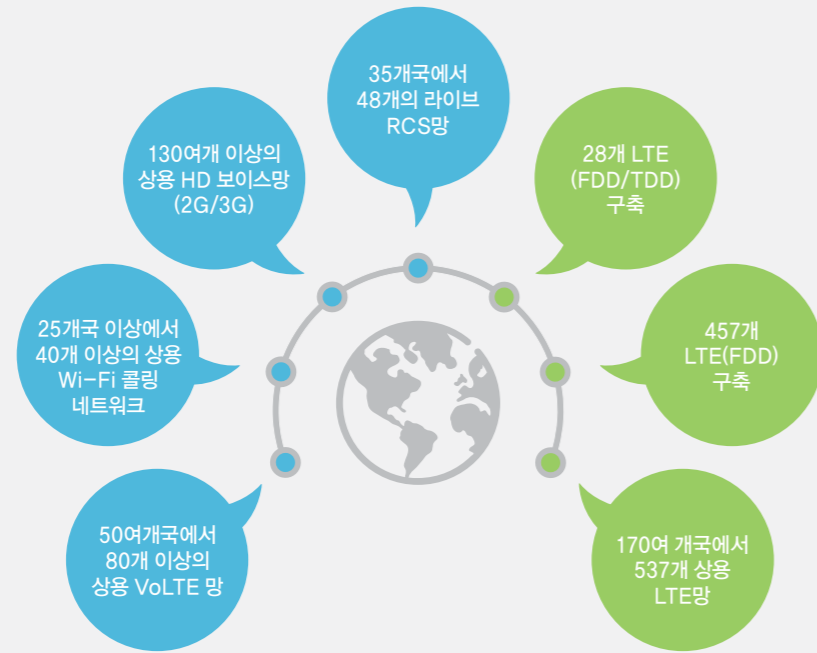 35개국에서
48개의 라이브
RCS망
130여개 이상의
상용 HD 보이스망
(2G/3G)
28개 LTE
(FDD/TDD)
구축
25개국 이상에서
40개 이상의 상용
Wi-Fi 콜링
네트워크
457개
LTE(FDD)
구축
50여개국에서
80개 이상의
상용 VoLTE 망
170여 개국에서
537개 상용
LTE망